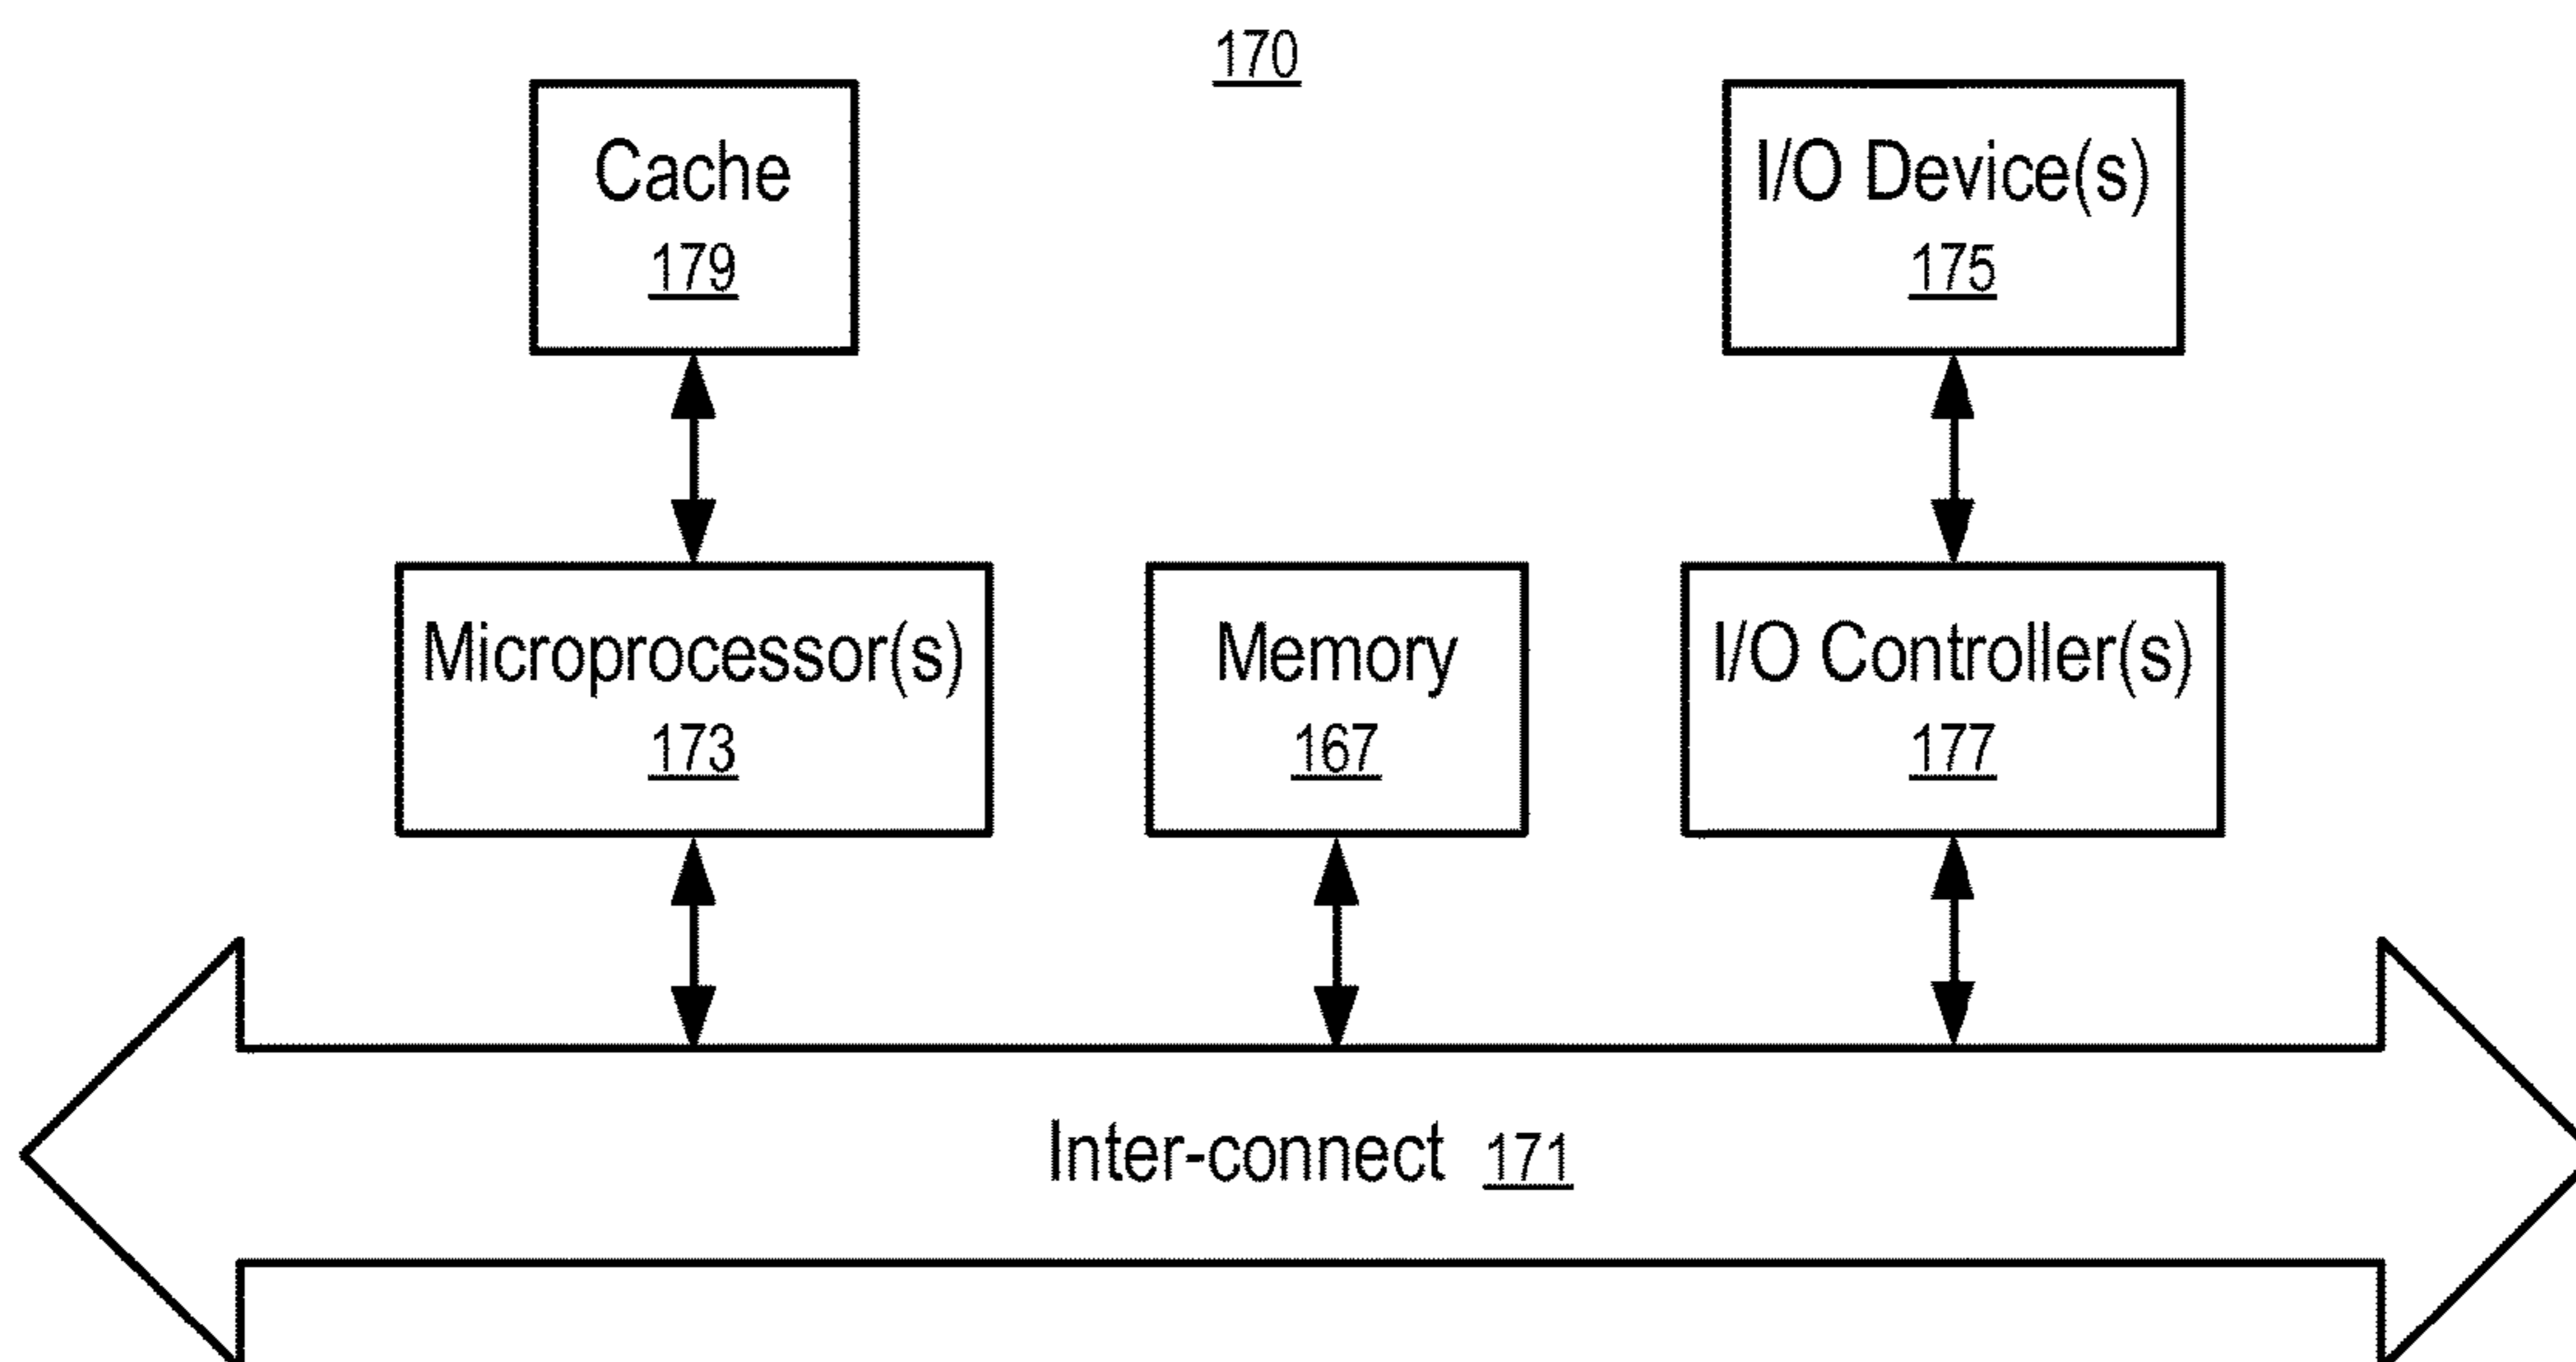 170
Cache
179
I/O Device(s)
175
Microprocessor(s)
173
Memory
167
I/O Controller(s)
177
Inter-connect 171